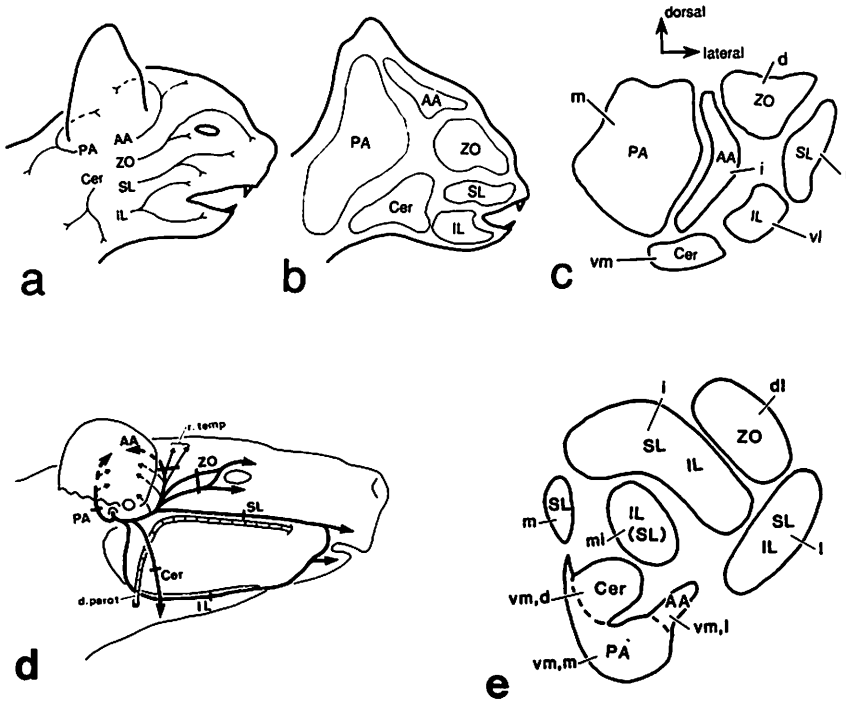 PA
AA
ZO
Cer
SL
IL
a
AA
PA
ZO
SL
Cer
IL
b
dorsal
lateral
d
m
ZO
PA
AA
SL
i
IL
vl
vm
Cer
c
r. temp
AA
ZO
SL
PA
Cer
d. parot
IL
d
i
dl
SL
IL
ZO
SL
m
IL
(SL)
ml
SL
IL
l
Cer
vm,d
AA
vm,l
PA
vm,m
e